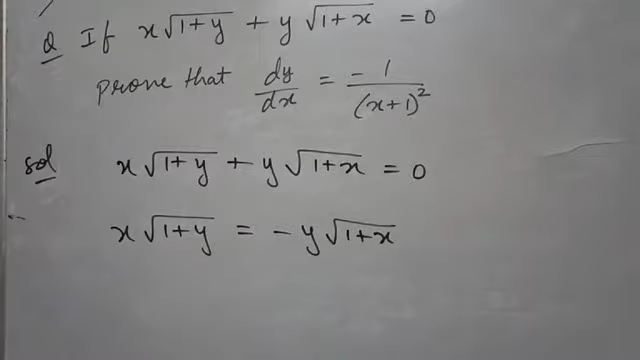 Q If x√(1+y) + y√(1+x) = 0
prove that dy/dx = -1/(x+1)²
Sol x√(1+y) + y√(1+x) = 0
x√(1+y) = -y√(1+x)